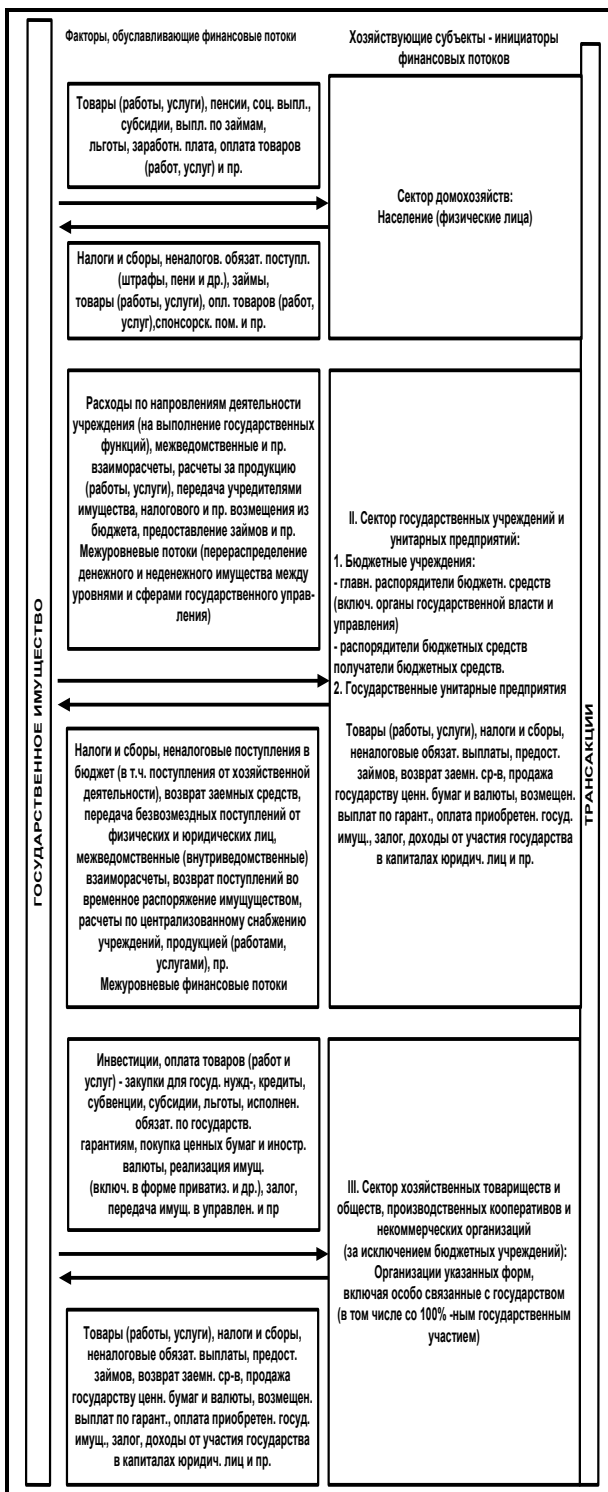 Факторы, обуславливающие финансовые потоки
Хозяйствующие субъекты - инициаторы
финансовых потоков
ГОСУДАРСТВЕННОЕ ИМУЩЕСТВО
Товары (работы, услуги), пенсии, соц. выпл.,
субсидии, выпл. по займам,
льготы, заработн. плата, оплата товаров
(работ, услуг) и пр.
Налоги и сборы, неналогов. обязат. поступл.
(штрафы, пени и др.), займы,
товары (работы, услуги), опл. товаров (работ,
услуг),спонсорск. пом. и пр.
Сектор домохозяйств:
Население (физические лица)
Расходы по напровлениям деятельности
учреждения (на выполнение государственных
функций), межведомственные и пр.
взаиморасчеты, расчеты за продукцию
(работы, услуги), передача учредителями
имущества, налогового и пр. возмещения из
бюджета, предоставление займов и пр.
Межуровневые потоки (перераспределение
денежного и неденежного имущества между
уровнями и сферами государственного управ-
ления)
Налоги и сборы, неналоговые поступления в
бюджет (в т.ч. поступления от хозяйственной
деятельности), возврат заемных средств,
передача безвозмездных поступлений от
физических и юридических лиц,
межведомственные (внутриведомственные)
взаиморасчеты, возврат поступлений во
временное распоряжение имущуществом,
расчеты по централизованному снабжению
учреждений, продукцией (работами,
услугами), пр.
Межуровневые финансовые потоки
II. Сектор государственных учреждений и
унитарных предприятий:
1. Бюджетные учреждения:
- главн. распорядители бюджетн. средств
(включ. органы государственной власти и
управления)
- распорядители бюджетных средств
получатели бюджетных средств.
2. Государственные унитарные предприятия
Товары (работы, услуги), налоги и сборы,
неналоговые обязат. выплаты, предост.
займов, возврат заемн. ср-в, продажа
государству ценн. бумаг и валюты, возмещен.
выплат по гарант., оплата приобретен. госуд.
имущ., залог, доходы от участия государства
в капиталах юридич. лиц и пр.
Инвестиции, оплата товаров (работ и
услуг) - закупки для госуд. нужд-, кредиты,
субвенции, субсидии, льготы, исполнен.
обязат. по государств.
гарантиям, покупка ценных бумаг и иностр.
валюты, реализация имущ.
(включ. в форме приватиз. и др.), залог,
передача имущ. в управлен. и пр
Товары (работы, услуги), налоги и сборы,
неналоговые обязат. выплаты, предост.
займов, возврат заемн. ср-в, продажа
государству ценн. бумаг и валюты, возмещен.
выплат по гарант., оплата приобретен. госуд.
имущ., залог, доходы от участия государства
в капиталах юридич. лиц и пр.
III. Сектор хозяйственных товариществ и
обществ, производственных кооперативов и
некоммерческих организаций
(за исключением бюджетных учреждений):
Организации указанных форм,
включая особо связанные с государством
(в том числе со 100% -ным государственным
участием)
ТРАНСАКЦИИ